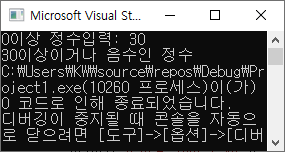 Microsoft Visual St...
0이상 정수입력: 30
30이상이거나 음수인 정수
C:\Users\K\source\repos\Debug\Pr
oject1.exe(10260 프로세스)이(가)
0 코드로 인해 종료되었습니다.
디버깅이 중지될 때 콘솔을 자동으
로 닫으려면 [도구]->[옵션]->[디버